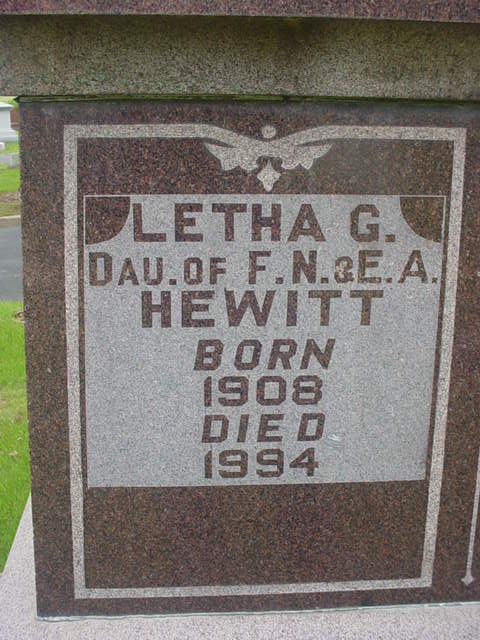 LETHA G.
DAU. OF F. N. & E. A.
HEWITT
BORN
1908
DIED
1994